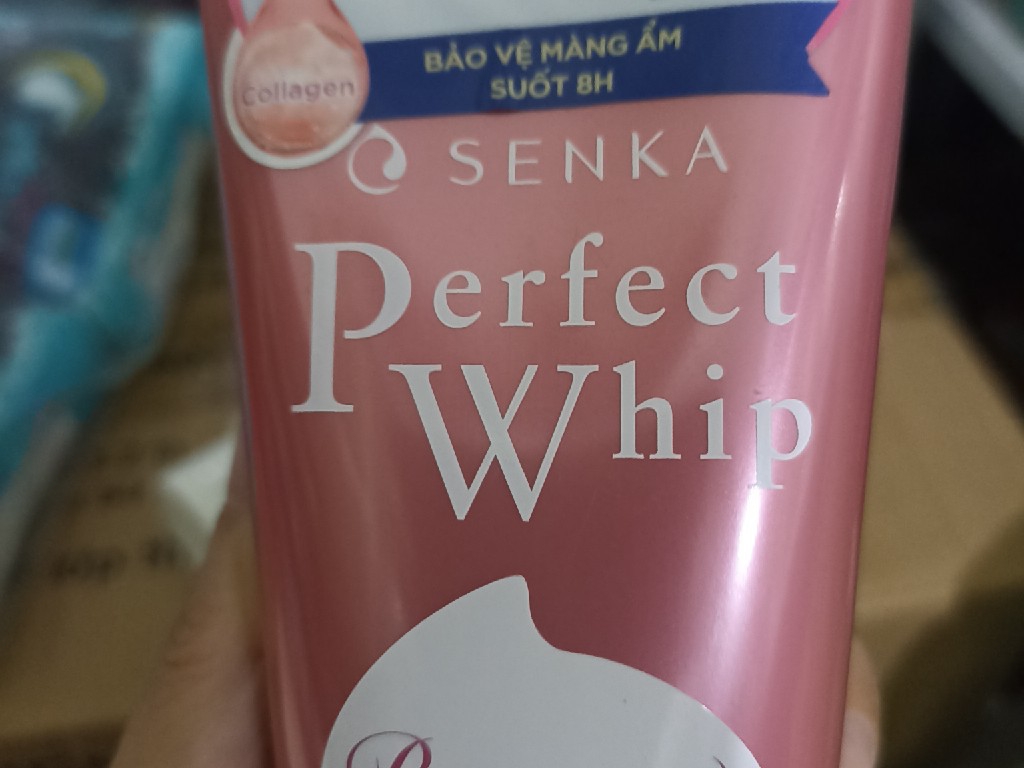 BẢO VỆ MÀNG ẨM
SUỐT 8H
Collagen
SENKA
Perfect
Whip